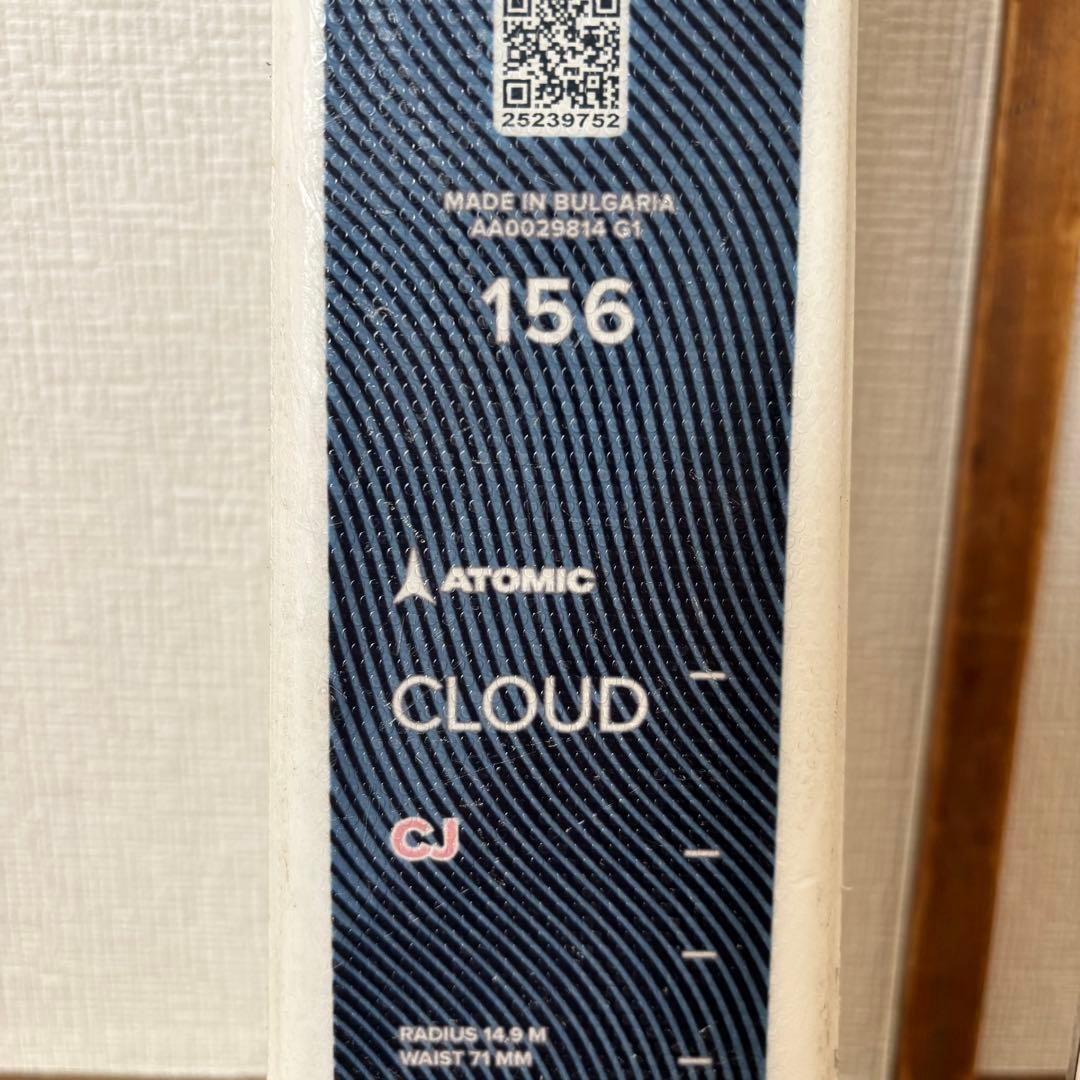 25239752
MADE IN BULGARIA
AA0029814 G1
156
ATOMIC
CLOUD
CJ
RADIUS 14,9 M
WAIST 71 MM